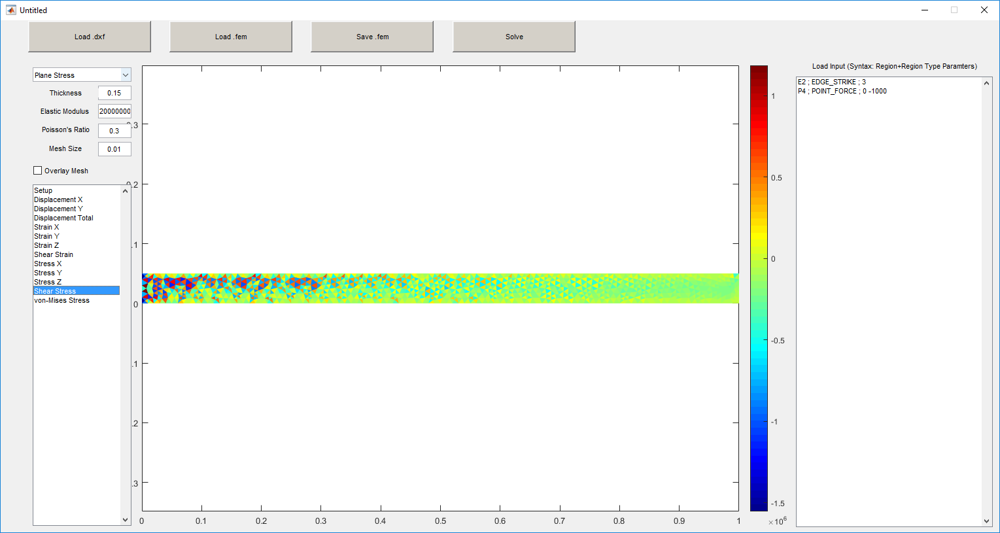 Untitled
Load .dxf
Load .fem
Save .fem
Solve
Plane Stress
Thickness 0.15
Elastic Modulus 20000000
Poisson's Ratio 0.3
Mesh Size 0.01
Overlay Mesh
Setup
Displacement X
Displacement Y
Displacement Total
Strain X
Strain Y
Strain Z
Shear Strain
Stress X
Stress Y
Stress Z
Shear Stress
von-Mises Stress
0.3
0.2
.1
0
.1
.2
.3
0 0.1 0.2 0.3 0.4 0.5 0.6 0.7 0.8 0.9 1
1
0.5
0
-0.5
-1
-1.5
×10⁶
Load Input (Syntax: Region+Region Type Paramters)
E2 ; EDGE_STRIKE ; 3
P4 ; POINT_FORCE ; 0 -1000